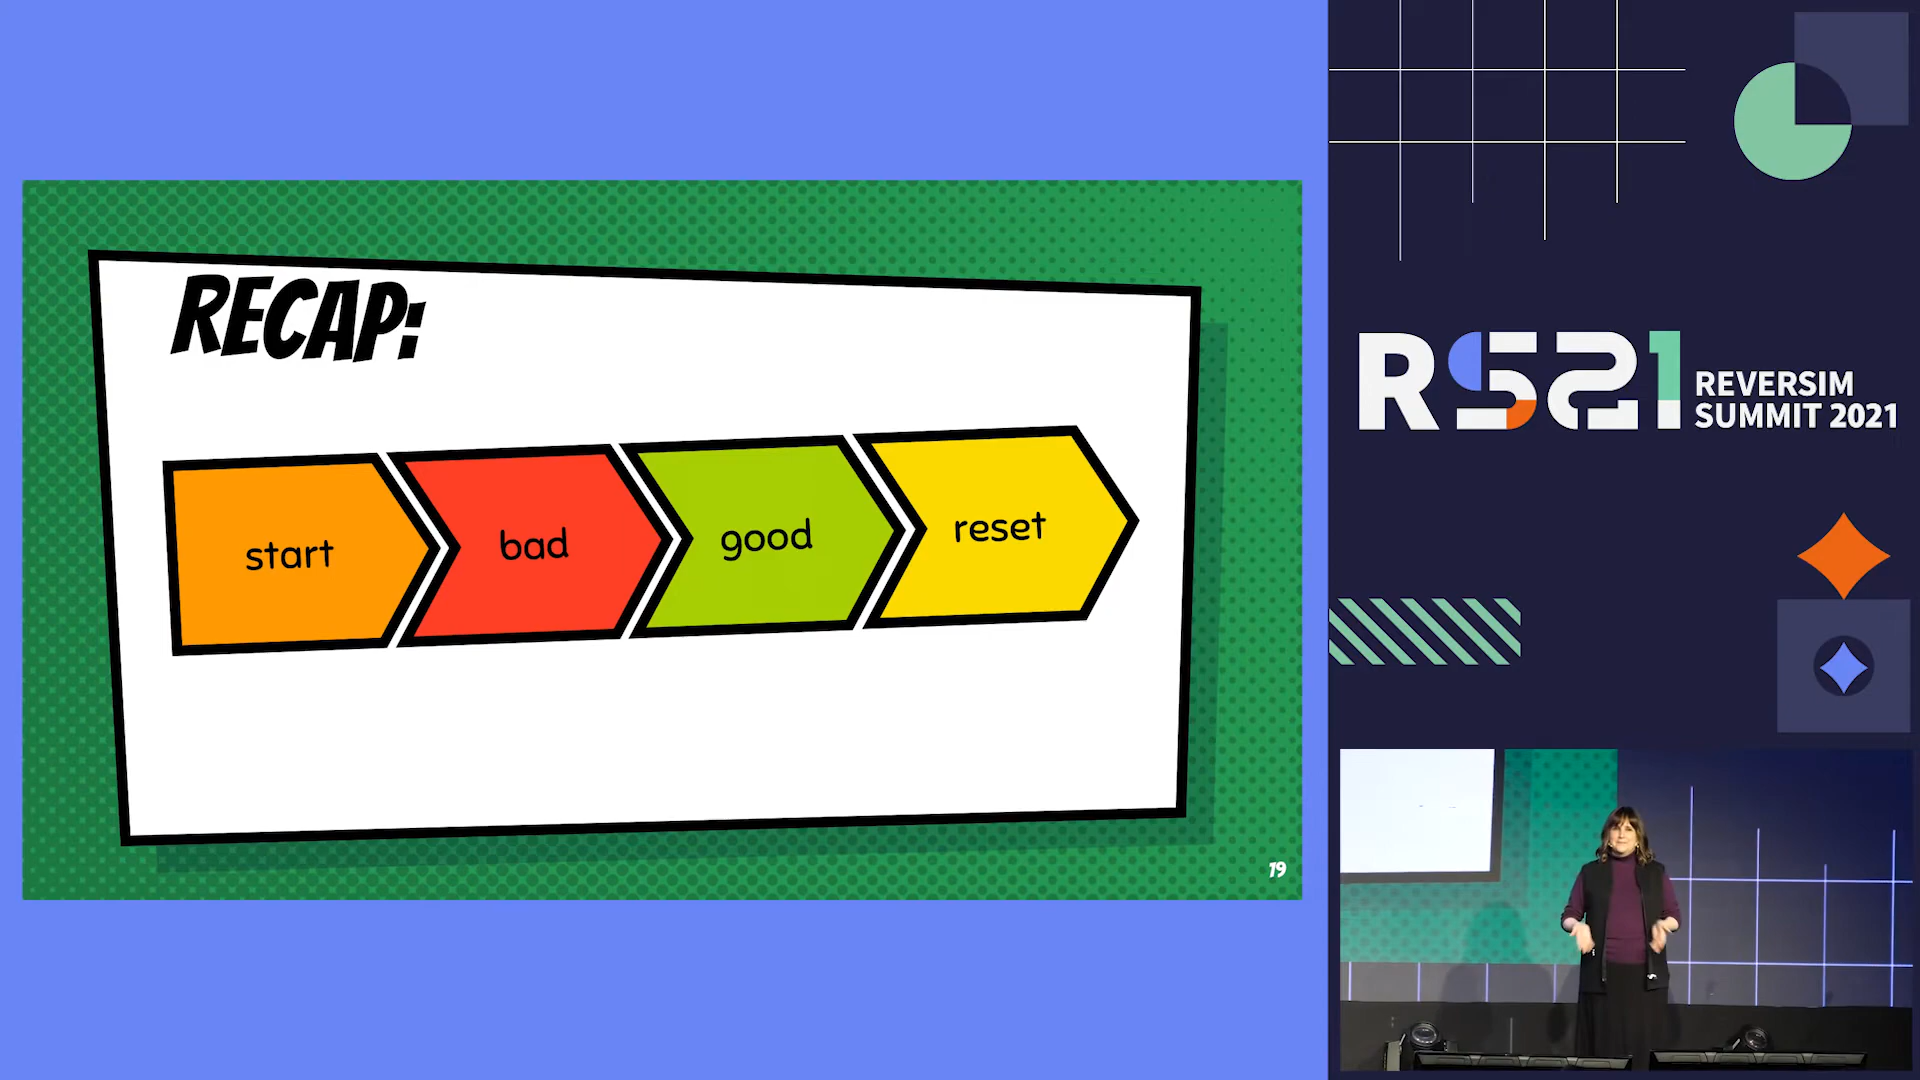 RECAP:
start
bad
good
reset
19
RS21
REVERSIM
SUMMIT 2021